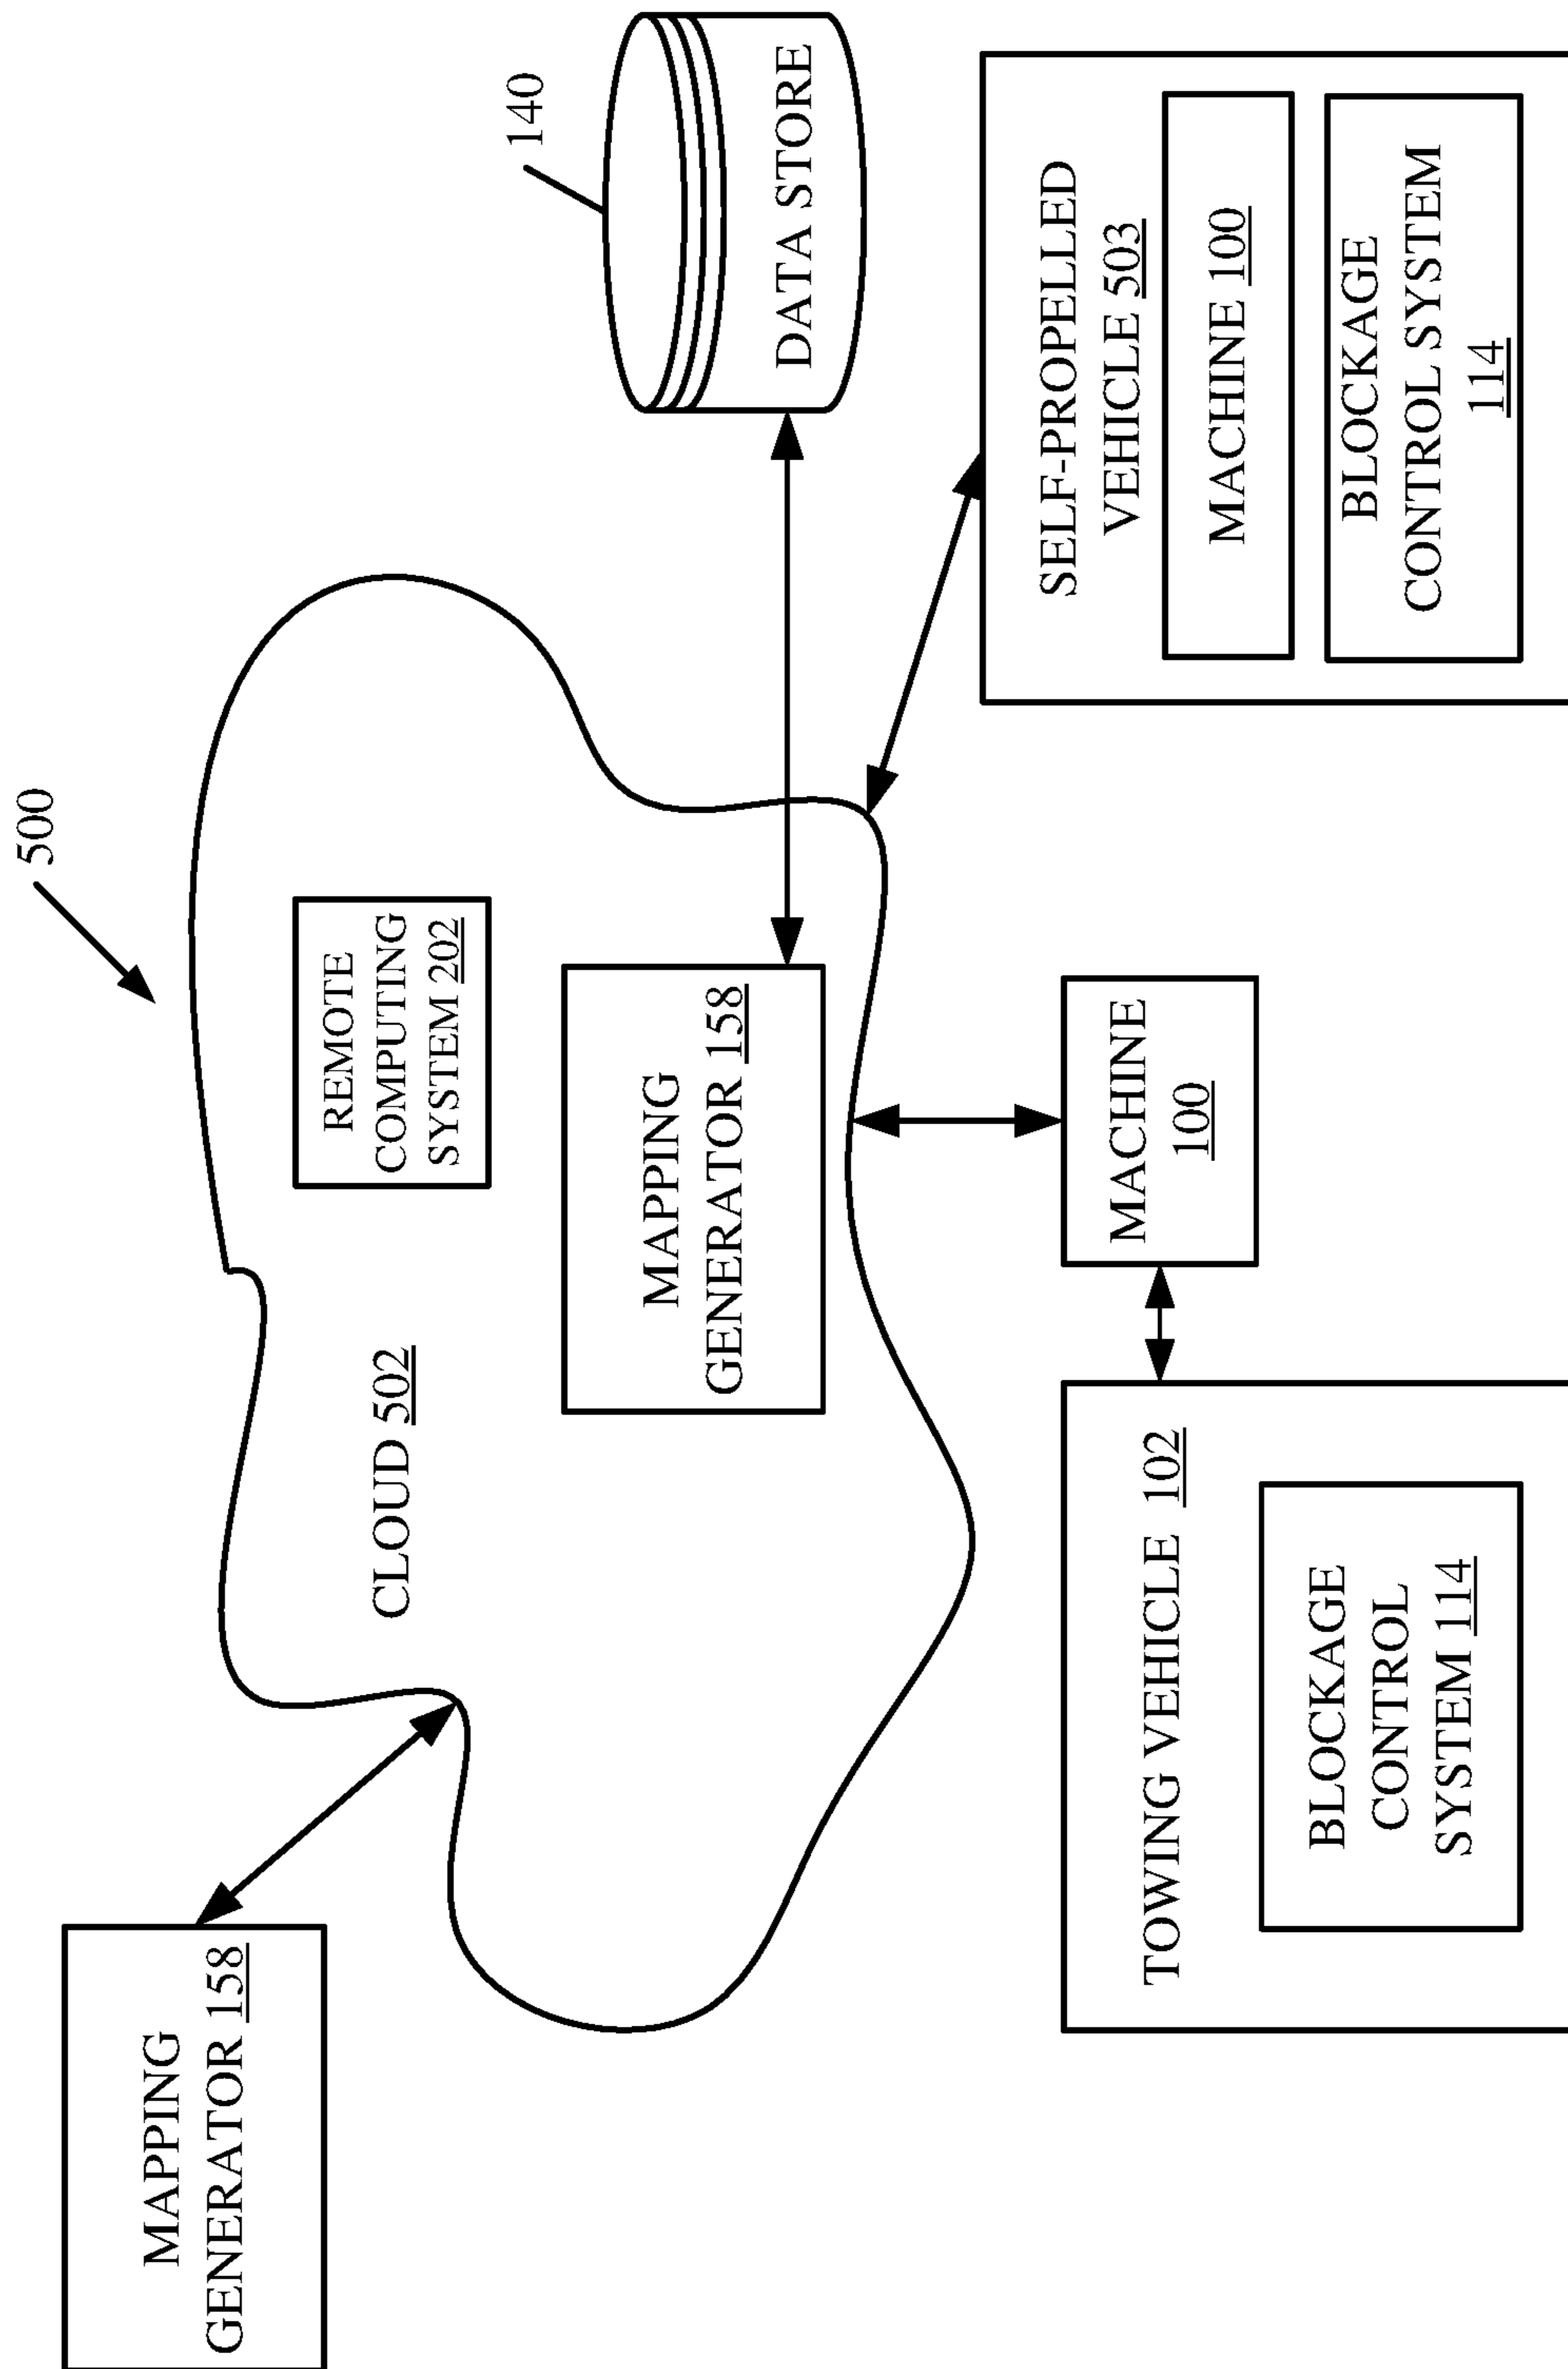 500
MAPPING
GENERATOR 158
CLOUD 502
REMOTE
COMPUTING
SYSTEM 202
MAPPING
GENERATOR 158
140
DATA STORE
TOWING VEHICLE 102
BLOCKAGE
CONTROL
SYSTEM 114
MACHINE
100
SELF-PROPELLED
VEHICLE 503
MACHINE 100
BLOCKAGE
CONTROL SYSTEM
114